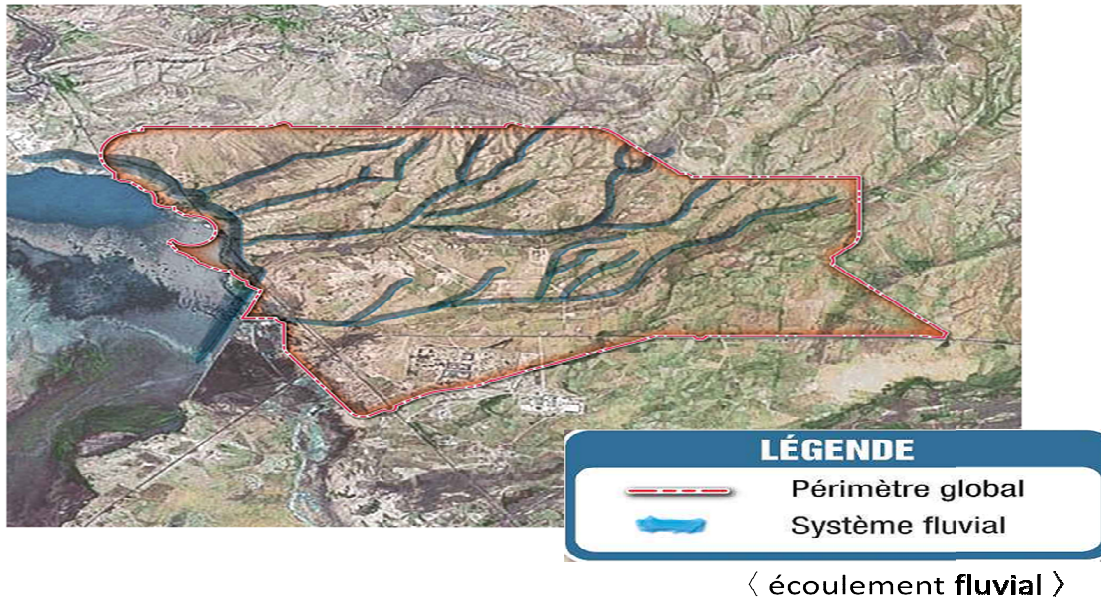 LÉGENDE
Périmètre global
Système fluvial
〈 écoulement fluvial 〉